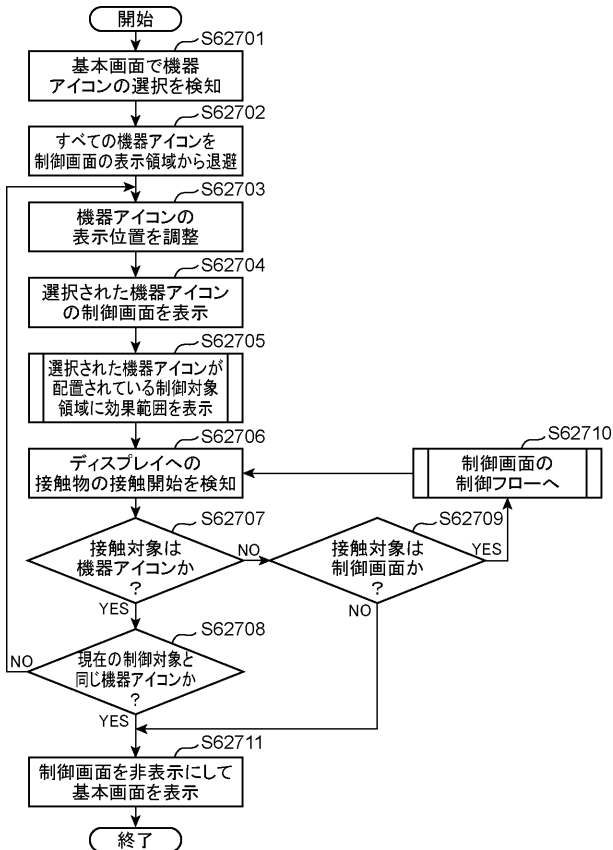 開始
S62701
基本画面で機器
アイコンの選択を検知
S62702
すべての機器アイコンを
制御画面の表示領域から退避
S62703
機器アイコンの
表示位置を調整
S62704
選択された機器アイコン
の制御画面を表示
S62705
選択された機器アイコンが
配置されている制御対象
領域に効果範囲を表示
S62706
ディスプレイへの
接触物の接触開始を検知
S62710
制御画面の
制御フローへ
S62707
接触対象は
機器アイコンか
?
NO
YES
S62709
接触対象は
制御画面か
?
YES
NO
S62708
現在の制御対象と
同じ機器アイコンか
?
NO
YES
S62711
制御画面を非表示にして
基本画面を表示
終了